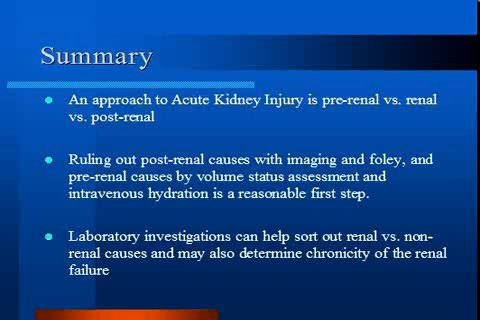 Summary
An approach to Acute Kidney Injury is pre-renal vs. renal
vs. post-renal
Ruling out post-renal causes with imaging and foley, and
pre-renal causes by volume status assessment and
intravenous hydration is a reasonable first step.
Laboratory investigations can help sort out renal vs. non-
renal causes and may also determine chronicity of the renal
failure